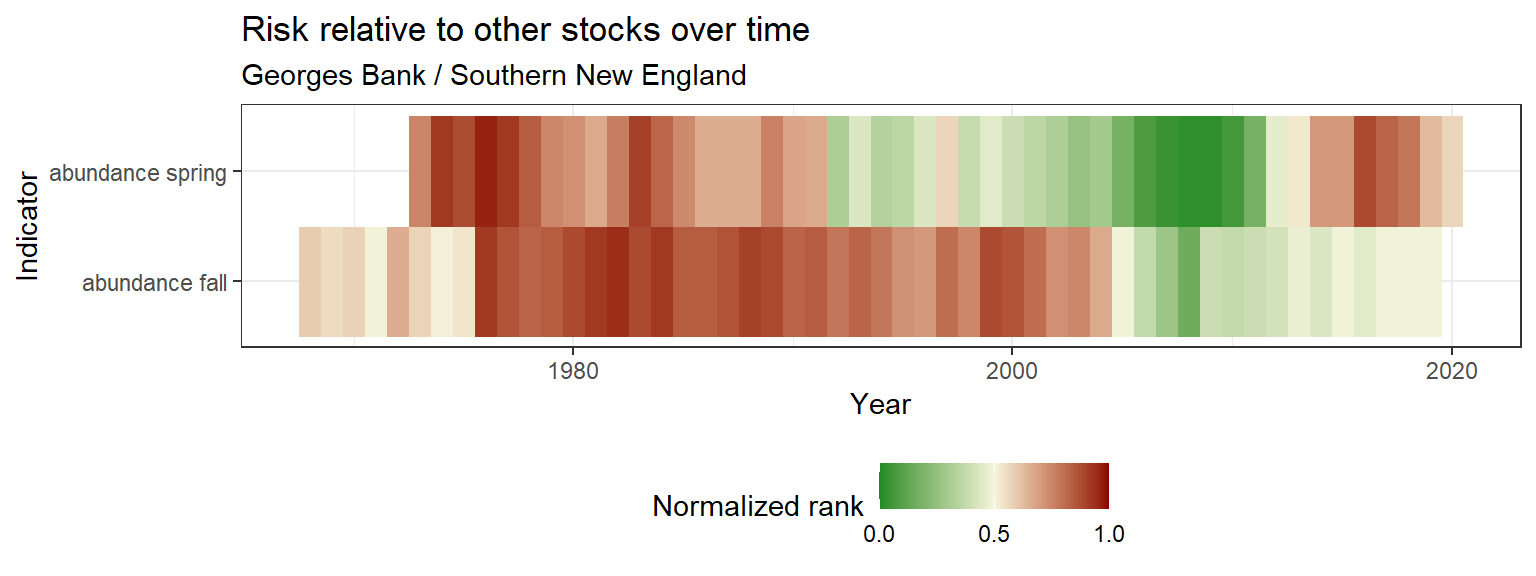 Risk relative to other stocks over time
Georges Bank / Southern New England
Indicator
abundance spring
abundance fall
1980 2000 2020
Year
Normalized rank
0.0 0.5 1.0